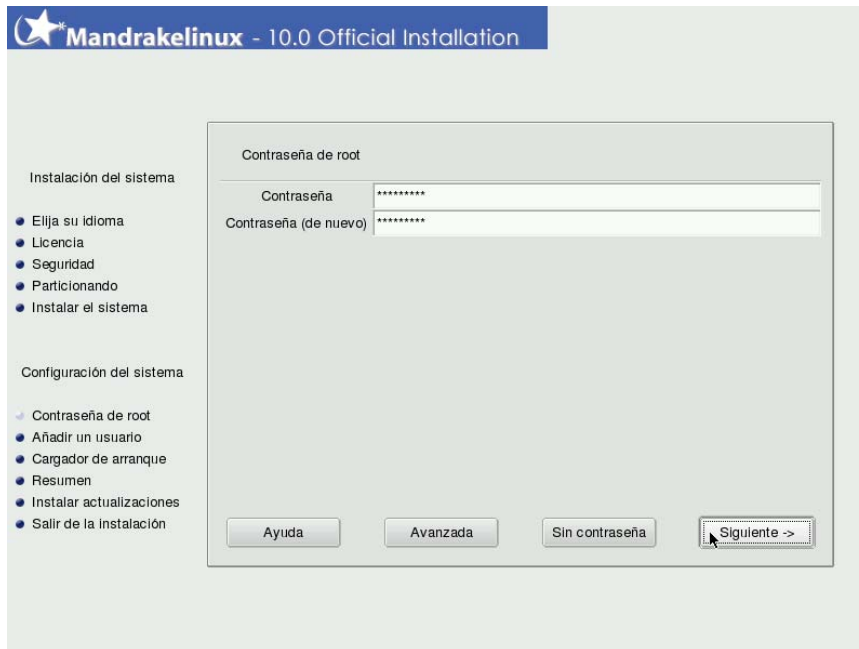 Mandrakelinux - 10.0 Official Installation
Instalación del sistema
Elija su idioma
Licencia
Seguridad
Particionando
Instalar el sistema
Configuración del sistema
Contraseña de root
Añadir un usuario
Cargador de arranque
Resumen
Instalar actualizaciones
Salir de la instalación
Contraseña de root
Contraseña *********
Contraseña (de nuevo) *********
Ayuda Avanzada Sin contraseña Siguiente ->